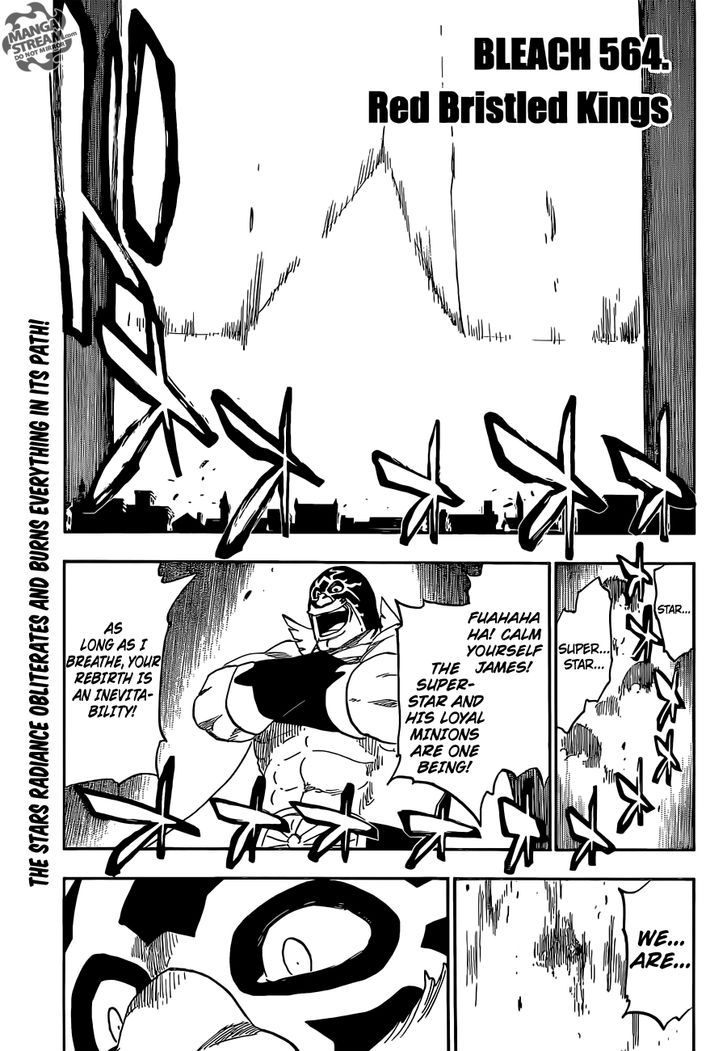 MANGA
STREAM.com
DO NOT MIRROR
BLEACH 564.
Red Bristled Kings
THE STARS RADIANCE OBLITERATES AND BURNS EVERYTHING IN ITS PATH!
STAR...
SUPER...
STAR...
FUAHAHA
HA! CALM
YOURSELF
JAMES!
THE
SUPER-
STAR AND
HIS LOYAL
MINIONS
ARE ONE
BEING!
AS
LONG AS I
BREATHE, YOUR
REBIRTH IS
AN INEVITA-
BILITY!
WE...
ARE...